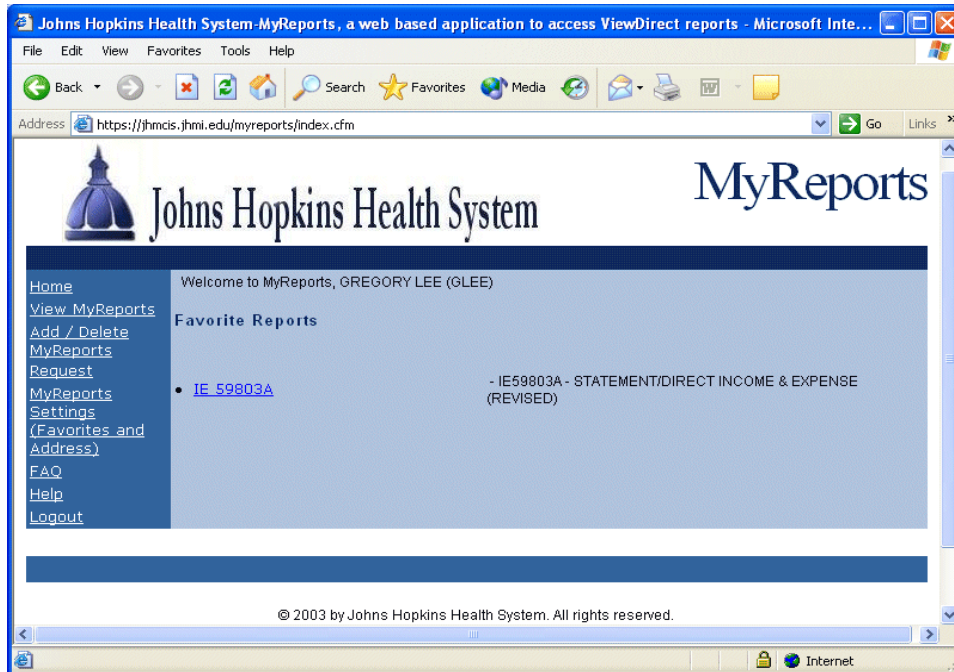 Johns Hopkins Health System-MyReports, a web based application to access ViewDirect reports - Microsoft Inte...
File Edit View Favorites Tools Help
Back Search Favorites Media
Address https://jhmcis.jhmi.edu/myreports/index.cfm Go Links »
Johns Hopkins Health System
MyReports
Home
View MyReports
Add / Delete
MyReports
Request
MyReports
Settings
(Favorites and
Address)
FAQ
Help
Logout
Welcome to MyReports, GREGORY LEE (GLEE)
Favorite Reports
• IE 59803A
- IE59803A - STATEMENT/DIRECT INCOME & EXPENSE
(REVISED)
© 2003 by Johns Hopkins Health System. All rights reserved.
Internet